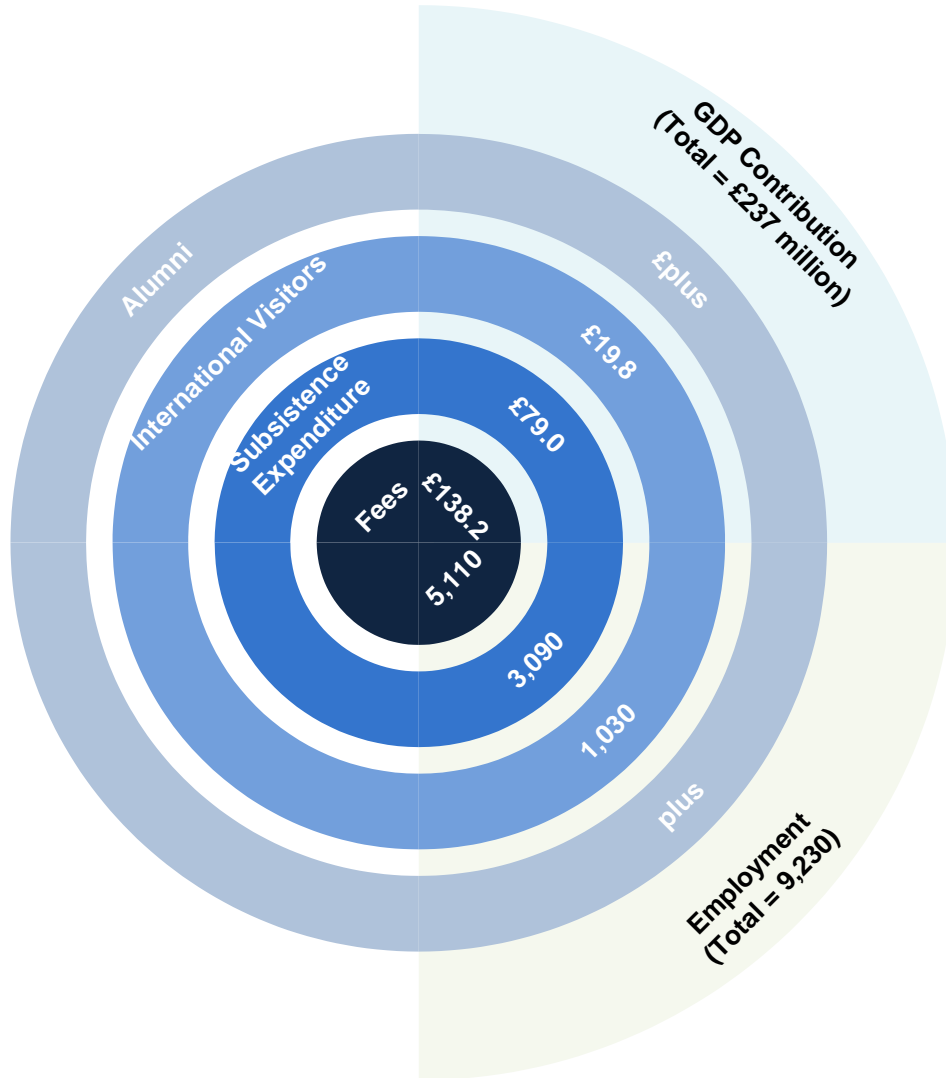 GDP Contribution
(Total = £237 million)
Alumni
£plus
International Visitors
£19.8
Subsistence
Expenditure
£79.0
Fees
£138.2
5,110
3,090
1,030
plus
Employment
(Total = 9,230)